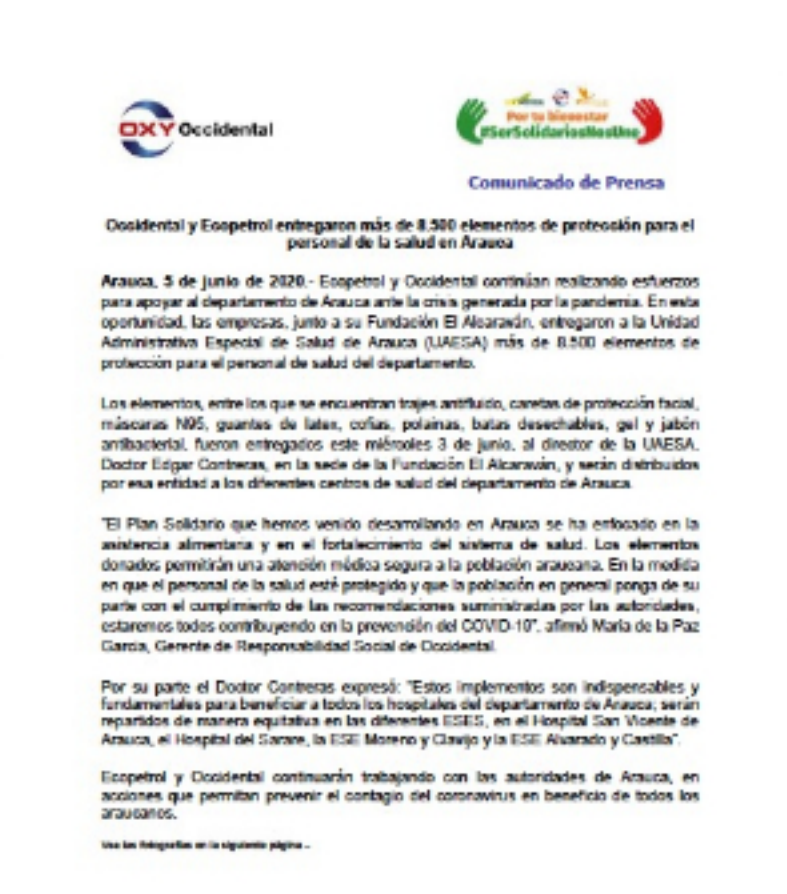 OXY Occidental
Por tu bienestar
#SerSolidariosNosUne
Comunicado de Prensa
Occidental y Ecopetrol entregaron más de 8.500 elementos de protección para el
personal de la salud en Arauca
Arauca, 5 de junio de 2020.- Ecopetrol y Occidental continúan realizando esfuerzos
para apoyar al departamento de Arauca ante la crisis generada por la pandemia. En esta
oportunidad, las empresas, junto a su Fundación El Alcaraván, entregaron a la Unidad
Administrativa Especial de Salud de Arauca (UAESA) más de 8.500 elementos de
protección para el personal de salud del departamento.
Los elementos, entre los que se encuentran trajes antifluido, caretas de protección facial,
máscaras N95, guantes de latex, cofias, polainas, batas desechables, gel y jabón
antibacterial, fueron entregados este miércoles 3 de junio, al director de la UAESA,
Doctor Edgar Contreras, en la sede de la Fundación El Alcaraván, y serán distribuidos
por esa entidad a los diferentes centros de salud del departamento de Arauca.
"El Plan Solidario que hemos venido desarrollando en Arauca se ha enfocado en la
asistencia alimentaria y en el fortalecimiento del sistema de salud. Los elementos
donados permitirán una atención médica segura a la población araucana. En la medida
en que el personal de la salud esté protegido y que la población en general ponga de su
parte con el cumplimiento de las recomendaciones suministradas por las autoridades,
estaremos todos contribuyendo en la prevención del COVID-19", afirmó María de la Paz
García, Gerente de Responsabilidad Social de Occidental.
Por su parte el Doctor Contreras expresó: "Estos implementos son indispensables y
fundamentales para beneficiar a todos los hospitales del departamento de Arauca; serán
repartidos de manera equitativa en las diferentes ESES, en el Hospital San Vicente de
Arauca, el Hospital del Sarare, la ESE Moreno y Clavijo y la ESE Alvarado y Castilla".
Ecopetrol y Occidental continuarán trabajando con las autoridades de Arauca, en
acciones que permitan prevenir el contagio del coronavirus en beneficio de todos los
araucanos.
Vea las fotografías en la siguiente página...